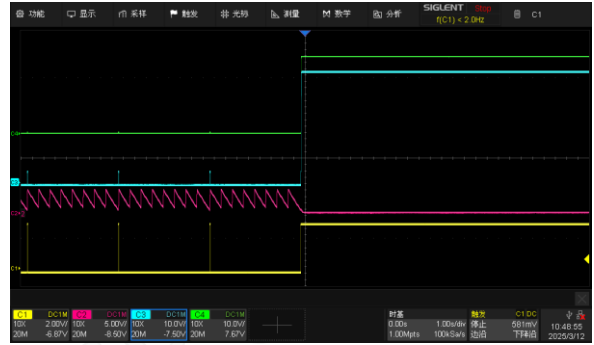 功能 显示 采样 触发 光标 测量 M 数学 分析 SIGLENT Stop C1
f(C1) < 2.0Hz
C4
C3
C2
C1
C1 DC1M C2 DC1M C3 DC1M C4 DC1M 时基 触发 C1 DC
10X 2.00V/ 10X 5.00V/ 10X 10.0V/ 10X 10.0V/ 0.00s 1.00s/div 停止 581mV 10:48:55
20M -6.87V 20M -8.50V 20M -7.50V 20M 7.67V 1.00Mpts 100kSa/s 边沿 下降沿 2025/3/12